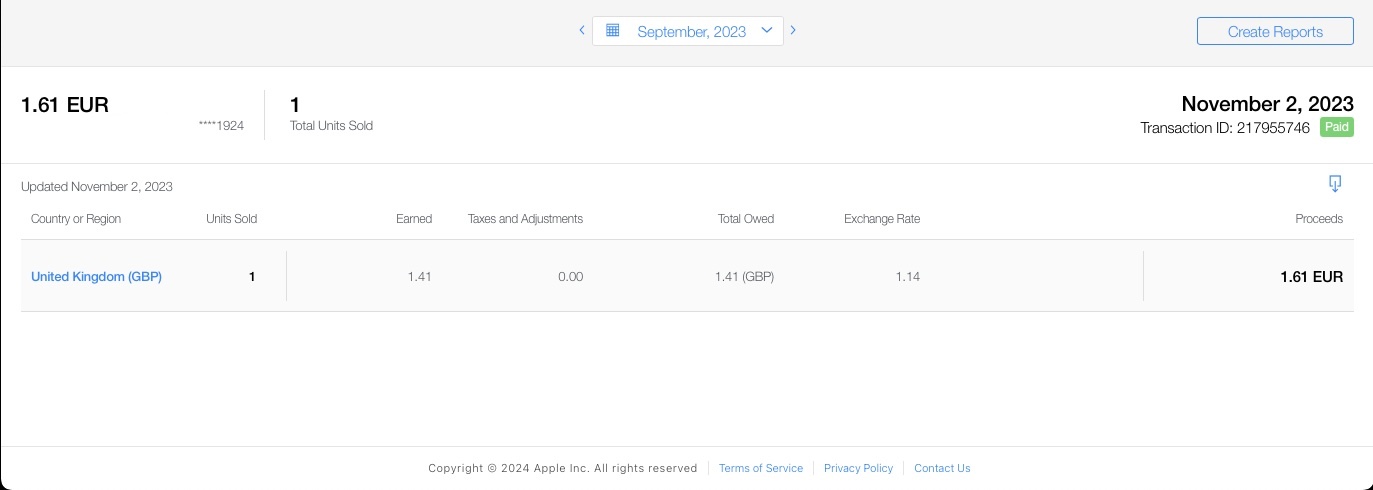 September, 2023
Create Reports
1.61 EUR
****1924
1
Total Units Sold
November 2, 2023
Transaction ID: 217955746 Paid
Updated November 2, 2023
Country or Region Units Sold Earned Taxes and Adjustments Total Owed Exchange Rate Proceeds
United Kingdom (GBP) 1 1.41 0.00 1.41 (GBP) 1.14 1.61 EUR
Copyright © 2024 Apple Inc. All rights reserved Terms of Service Privacy Policy Contact Us